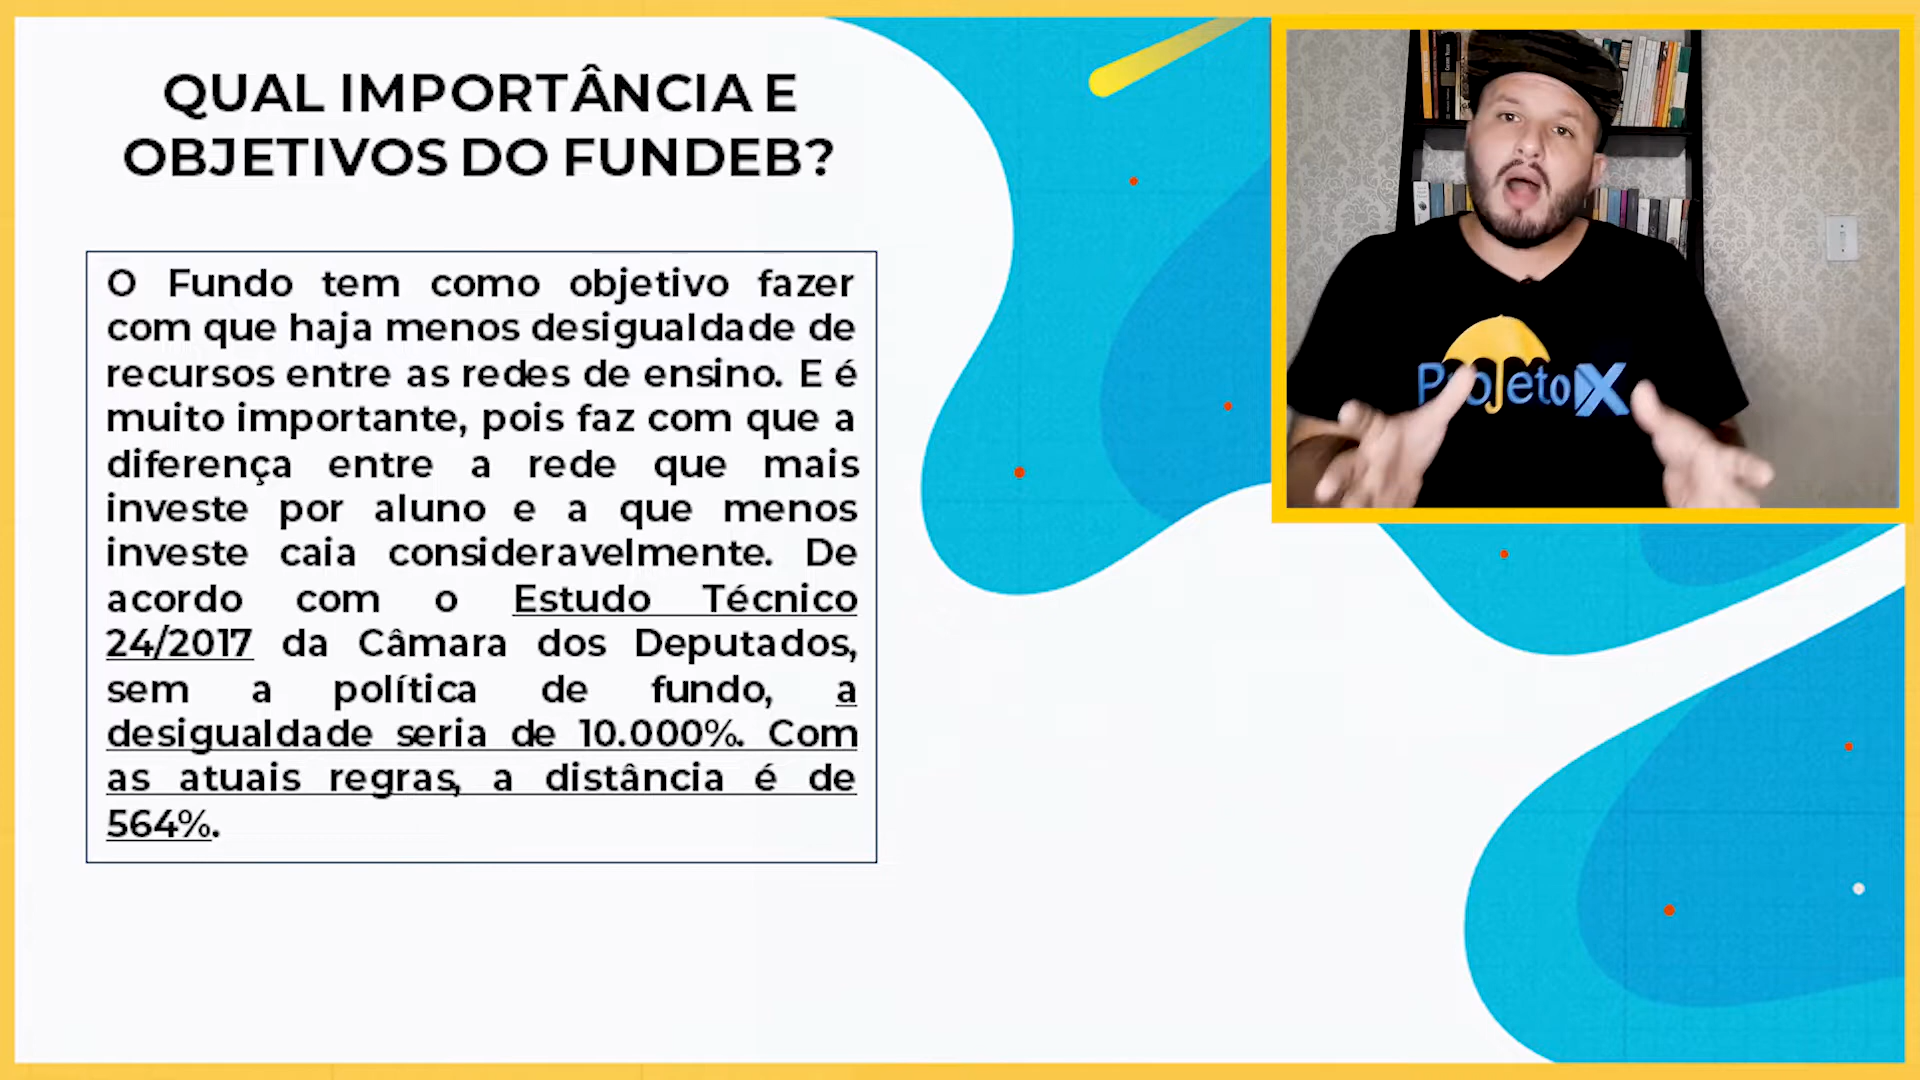 QUAL IMPORTÂNCIA E
OBJETIVOS DO FUNDEB?
O Fundo tem como objetivo fazer
com que haja menos desigualdade de
recursos entre as redes de ensino. E é
muito importante, pois faz com que a
diferença entre a rede que mais
investe por aluno e a que menos
investe caia consideravelmente. De
acordo com o Estudo Técnico
24/2017 da Câmara dos Deputados,
sem a política de fundo, a
desigualdade seria de 10.000%. Com
as atuais regras, a distância é de
564%.
Projeto X